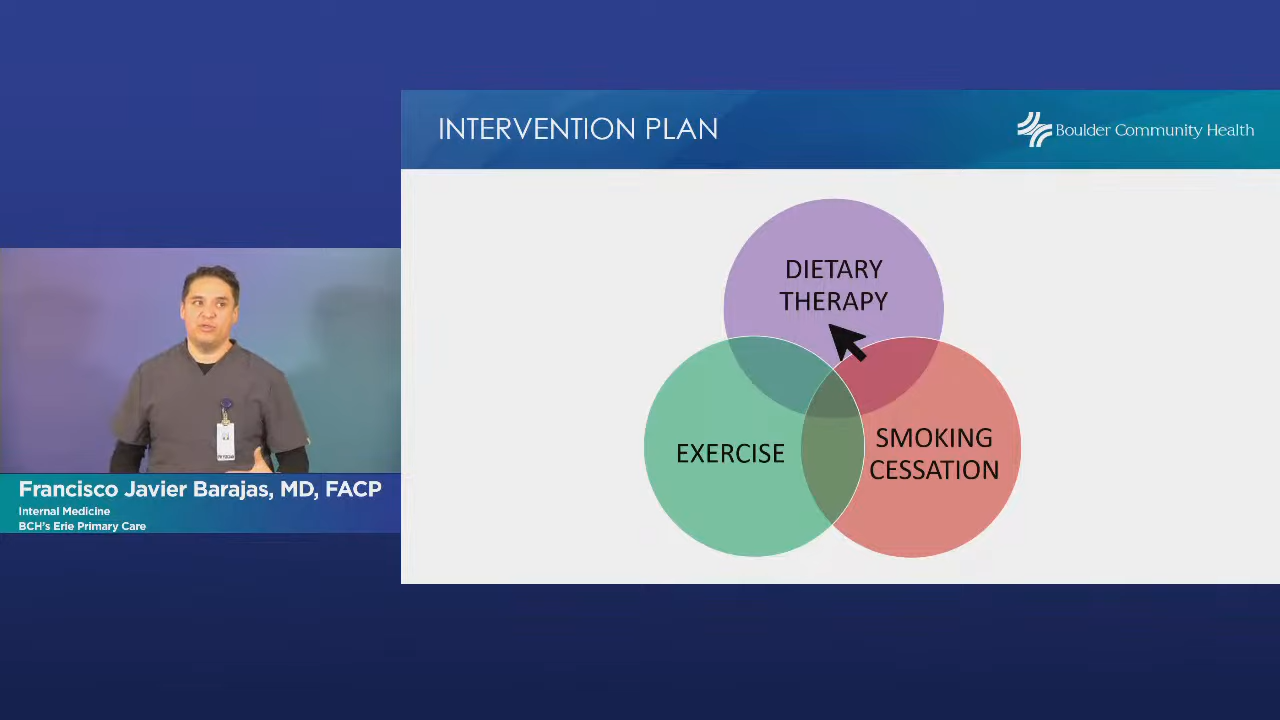 INTERVENTION PLAN
Boulder Community Health
DIETARY
THERAPY
EXERCISE
SMOKING
CESSATION
Francisco Javier Barajas, MD, FACP
Internal Medicine
BCH's Erie Primary Care